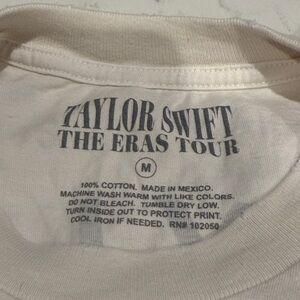 TAYLOR SWIFT
THE ERAS TOUR
M
100% COTTON. MADE IN MEXICO.
MACHINE WASH WARM WITH LIKE COLORS.
DO NOT BLEACH. TUMBLE DRY LOW.
TURN INSIDE OUT TO PROTECT PRINT.
COOL IRON IF NEEDED. RN# 102050